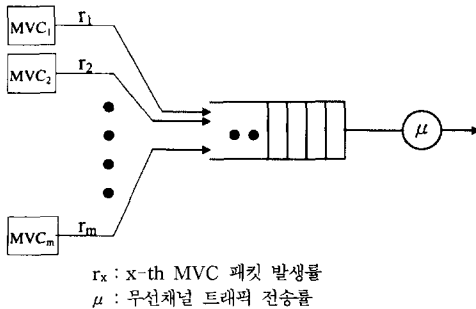 MVC₁ r₁
MVC₂ r₂
μ
MVCₘ rₘ
rₓ : x-th MVC 패킷 발생률
μ : 무선채널 트래픽 전송률